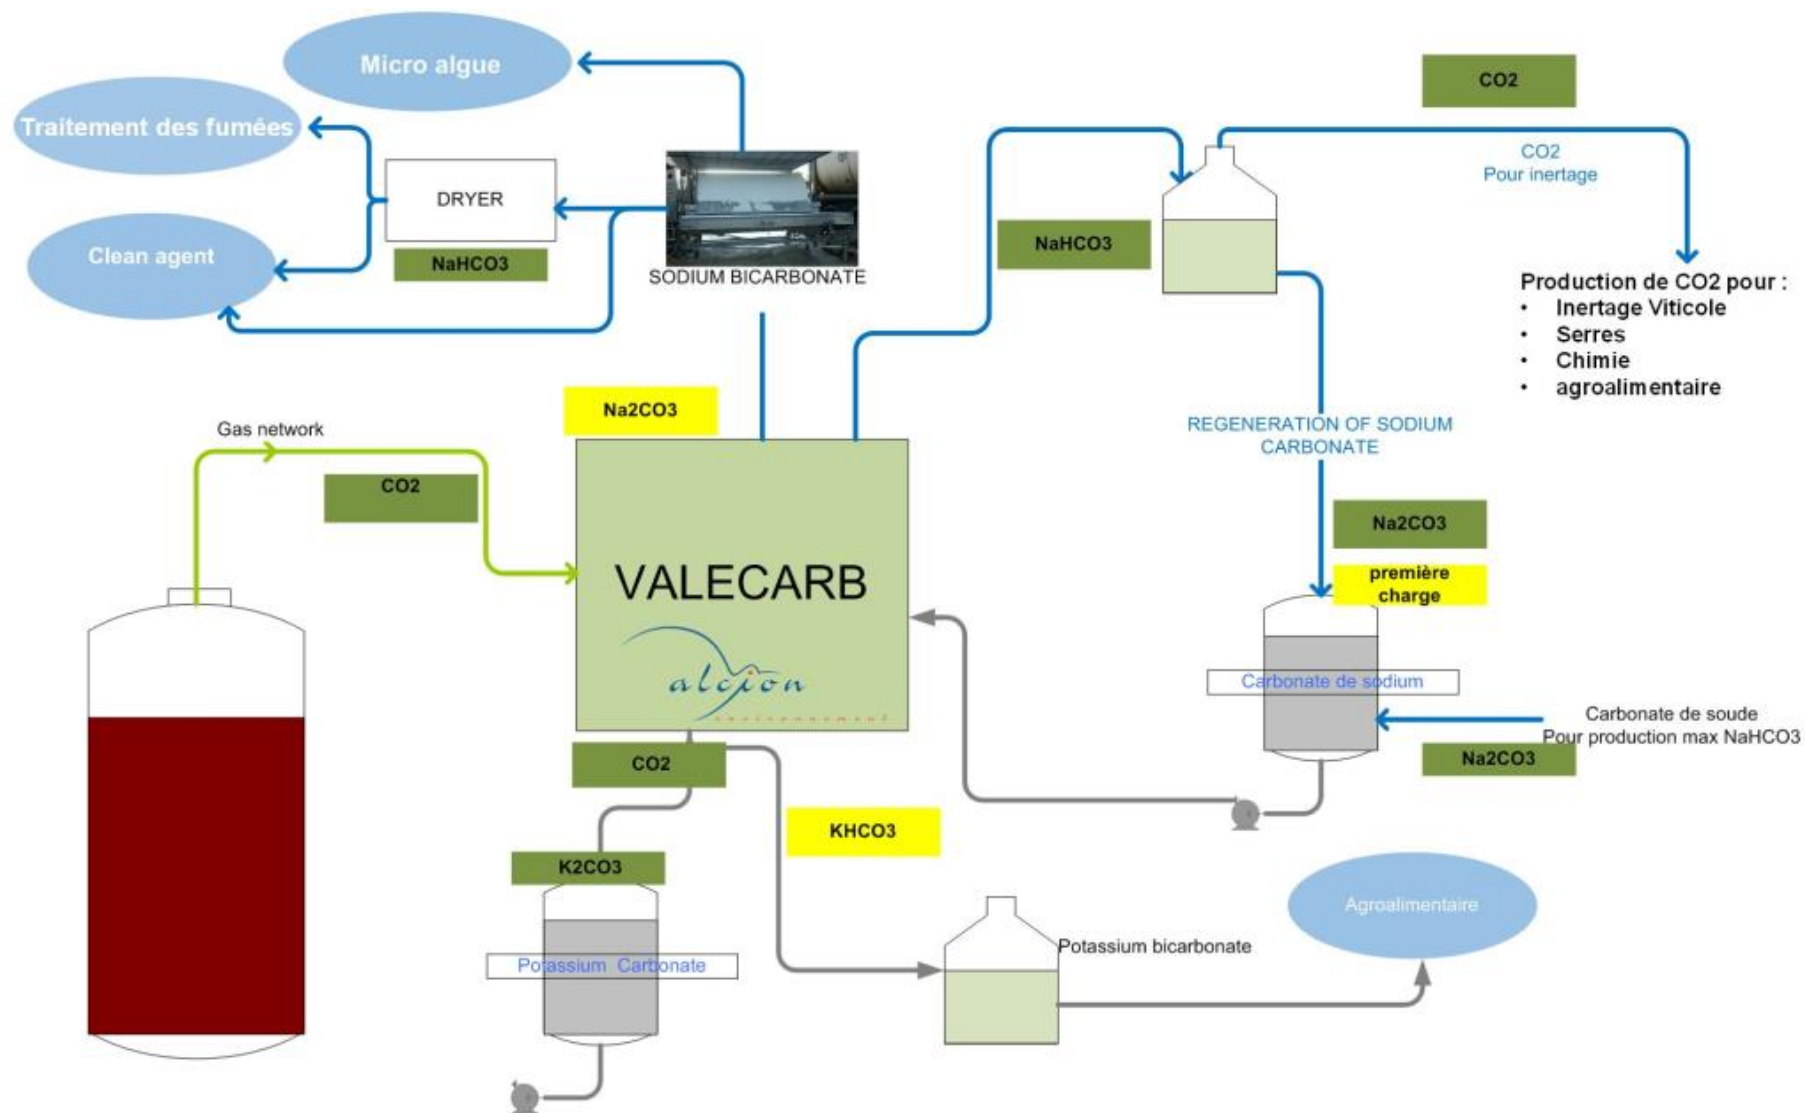 Micro algue
CO2
Traitement des fumées
CO2
Pour inertage
DRYER
Clean agent
NaHCO3
NaHCO3
SODIUM BICARBONATE
Production de CO2 pour :
• Inertage Viticole
• Serres
• Chimie
• agroalimentaire
Na2CO3
Gas network
REGENERATION OF SODIUM
CARBONATE
CO2
Na2CO3
première
charge
VALECARB
alcion
environnement
Carbonate de sodium
Carbonate de soude
Pour production max NaHCO3
Na2CO3
CO2
KHCO3
K2CO3
Agroalimentaire
Potassium bicarbonate
Potassium Carbonate